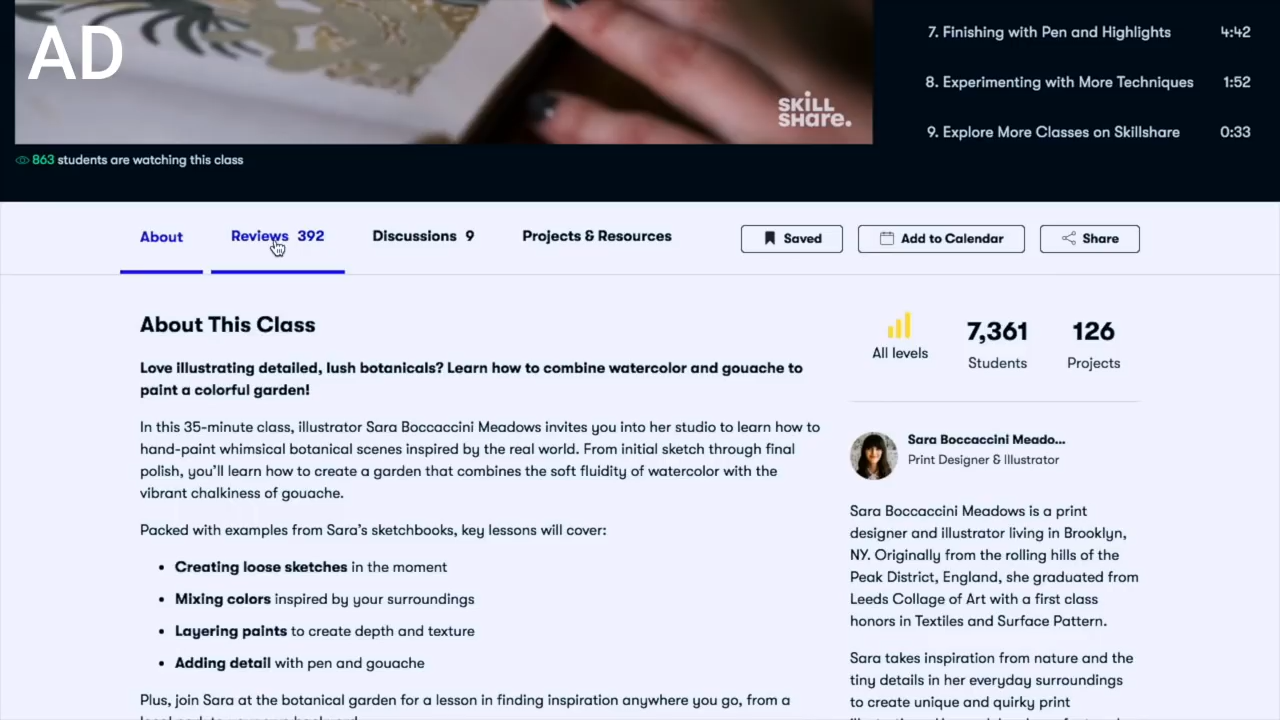 AD
SKILL
SHARE.
7. Finishing with Pen and Highlights 4:42
8. Experimenting with More Techniques 1:52
9. Explore More Classes on Skillshare 0:33
863 students are watching this class
About Reviews 392 Discussions 9 Projects & Resources Saved Add to Calendar Share
About This Class
Love illustrating detailed, lush botanicals? Learn how to combine watercolor and gouache to
paint a colorful garden!
In this 35-minute class, illustrator Sara Boccaccini Meadows invites you into her studio to learn how to
hand-paint whimsical botanical scenes inspired by the real world. From initial sketch through final
polish, you'll learn how to create a garden that combines the soft fluidity of watercolor with the
vibrant chalkiness of gouache.
Packed with examples from Sara's sketchbooks, key lessons will cover:
• Creating loose sketches in the moment
• Mixing colors inspired by your surroundings
• Layering paints to create depth and texture
• Adding detail with pen and gouache
Plus, join Sara at the botanical garden for a lesson in finding inspiration anywhere you go, from a
All levels
7,361
Students
126
Projects
Sara Boccaccini Meado...
Print Designer & Illustrator
Sara Boccaccini Meadows is a print
designer and illustrator living in Brooklyn,
NY. Originally from the rolling hills of the
Peak District, England, she graduated from
Leeds Collage of Art with a first class
honors in Textiles and Surface Pattern.
Sara takes inspiration from nature and the
tiny details in her everyday surroundings
to create unique and quirky print